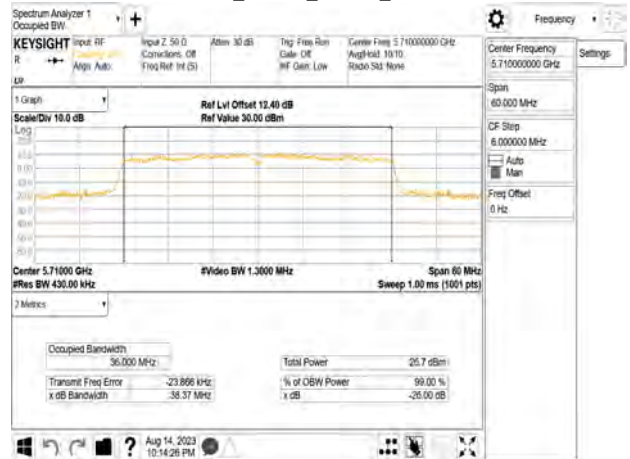 Spectrum Analyzer 1
Occupied BW
+
Frequency
KEYSIGHT Input: RF
R
Align: Auto
Input Z: 50 Ω
Corrections: Off
Freq Ref: Int (S)
Atten: 30 dB
Trig: Free Run
Gate: Off
#IF Gain: Low
Center Freq: 5.710000000 GHz
Avg|Hold: 10/10
Radio Std: None
Center Frequency
5.710000000 GHz
Settings
Span
60.000 MHz
CF Step
6.000000 MHz
Auto
Man
Freq Offset
0 Hz
1 Graph
Scale/Div 10.0 dB
Log
Ref Lvl Offset 12.40 dB
Ref Value 30.00 dBm
Center 5.71000 GHz
#Res BW 430.00 kHz
#Video BW 1.3000 MHz
Span 60 MHz
Sweep 1.00 ms (1001 pts)
2 Metrics
Occupied Bandwidth
36.000 MHz
Total Power 26.7 dBm
Transmit Freq Error -23.866 kHz
% of OBW Power 99.00 %
x dB Bandwidth 38.37 MHz
x dB -26.00 dB
?
Aug 14, 2023
10:14:26 PM